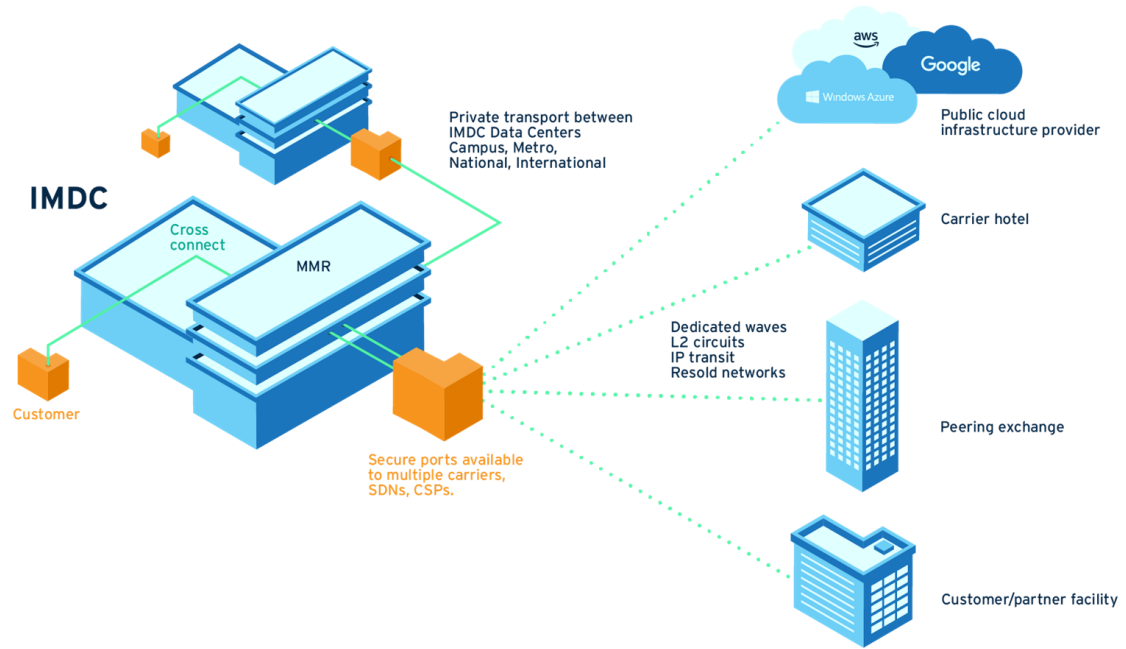 aws
Google
Windows Azure
Public cloud
infrastructure provider
Private transport between
IMDC Data Centers
Campus, Metro,
National, International
IMDC
Carrier hotel
Cross
connect
MMR
Dedicated waves
L2 circuits
IP transit
Resold networks
Customer
Peering exchange
Secure ports available
to multiple carriers,
SDNs, CSPs.
Customer/partner facility